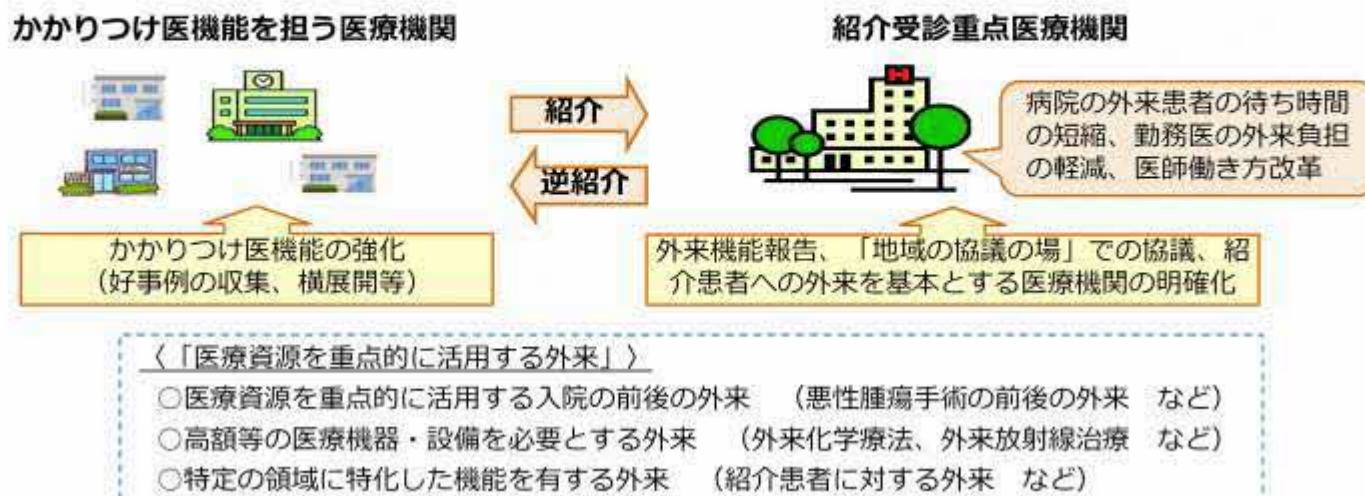 かかりつけ医機能を担う医療機関
紹介受診重点医療機関
紹介
逆紹介
病院の外来患者の待ち時間
の短縮、勤務医の外来負担
の軽減、医師働き方改革
かかりつけ医機能の強化
（好事例の収集、横展開等）
外来機能報告、「地域の協議の場」での協議、紹
介患者への外来を基本とする医療機関の明確化
〈「医療資源を重点的に活用する外来」〉
○医療資源を重点的に活用する入院の前後の外来　（悪性腫瘍手術の前後の外来　など）
○高額等の医療機器・設備を必要とする外来　（外来化学療法、外来放射線治療　など）
○特定の領域に特化した機能を有する外来　（紹介患者に対する外来　など）